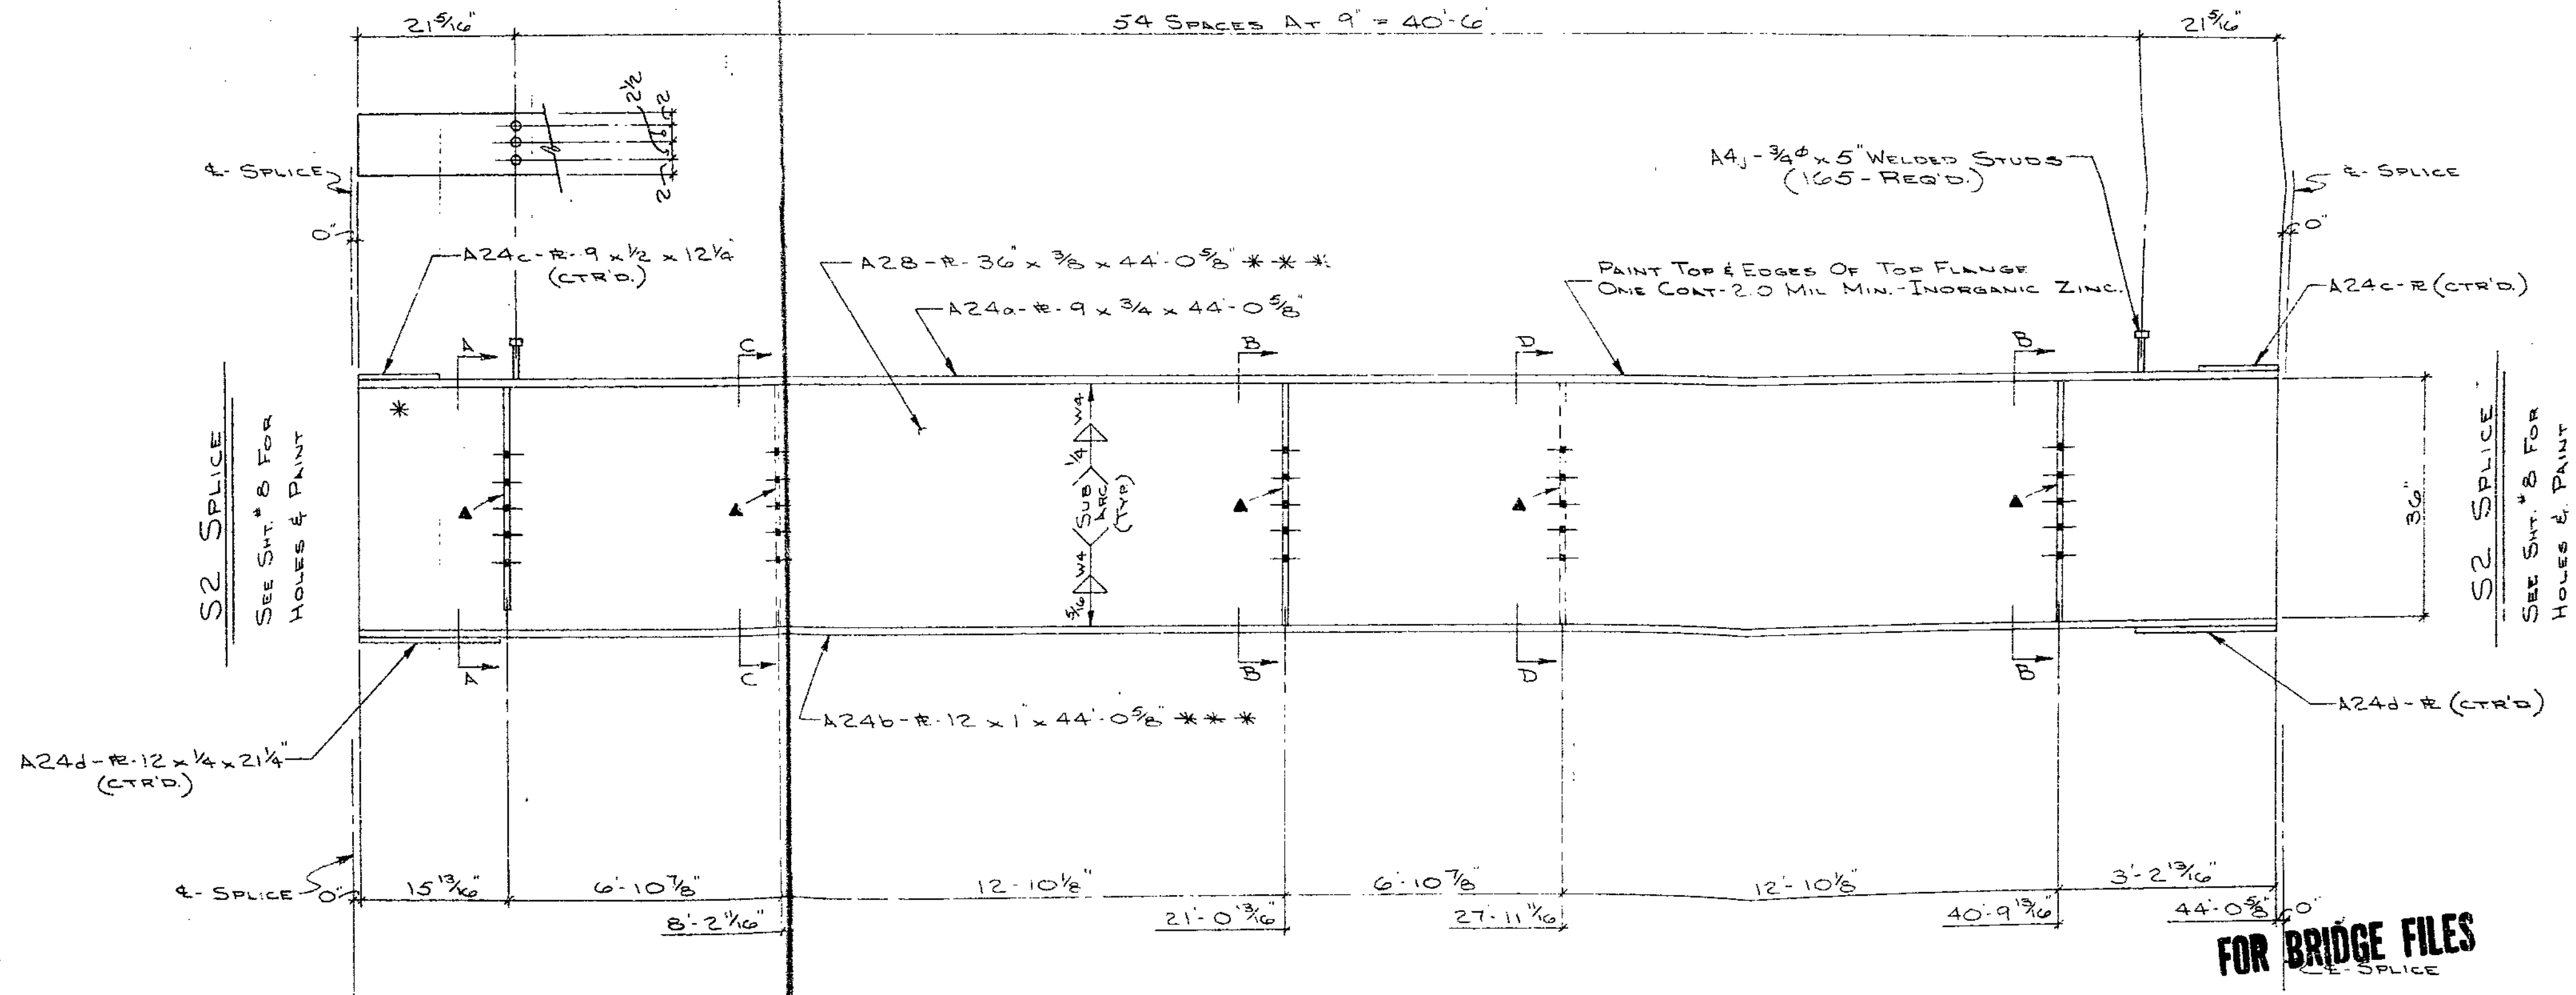 21 5/16"
54 SPACES AT 9" = 40'-6"
21 5/16"
2 1/2
2
2
℄ - SPLICE
0"
A4j - 3/4ø x 5" WELDED STUDS
(165 - REQ'D.)
℄ - SPLICE
0"
A24c - ℞ - 9 x 1/2 x 12 1/4"
(CTR'D.)
A28 - ℞ - 36" x 3/8 x 44'-0 5/8" * * *
A24a - ℞ - 9 x 3/4 x 44'-0 5/8"
PAINT TOP & EDGES OF TOP FLANGE
ONE COAT - 2.0 MIL MIN. - INORGANIC ZINC.
A24c - ℞ (CTR'D.)
A
C
B
D
B
*
S2 SPLICE
SEE SHT. #8 FOR
HOLES & PAINT
1/4 W4
SUB ARC
(TYP.)
5/16 W4
36"
S2 SPLICE
SEE SHT. #8 FOR
HOLES & PAINT
A
C
B
D
B
A24b - ℞ - 12 x 1" x 44'-0 5/8" * * *
A24d - ℞ (CTR'D)
A24d - ℞ - 12 x 1/4 x 21 1/4"
(CTR'D.)
℄ - SPLICE 0"
15 13/16"
6'-10 7/8"
12'-10 1/8"
6'-10 7/8"
12'-10 1/8"
3'-2 13/16"
8'-2 11/16"
21'-0 13/16"
27'-11 11/16
40'-9 13/16"
44'-0 5/8"
0"
FOR BRIDGE FILES
℄ - SPLICE